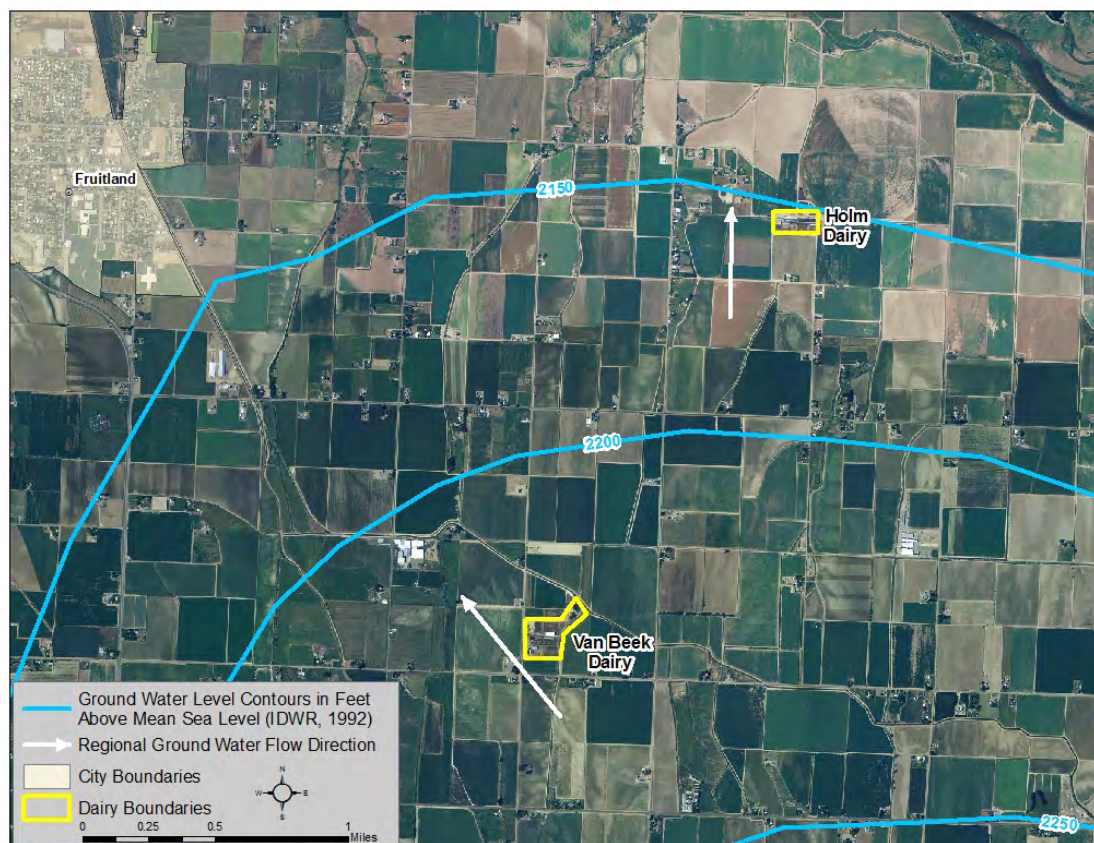 Fruitland
2150
Holm
Dairy
2200
Van Beek
Dairy
Ground Water Level Contours in Feet
Above Mean Sea Level (IDWR, 1992)
Regional Ground Water Flow Direction
City Boundaries
Dairy Boundaries
N
W E
S
0 0.25 0.5 1
Miles
2250